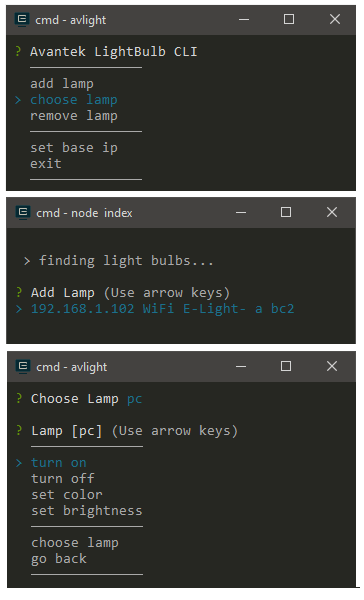 cmd - avlight
? Avantek LightBulb CLI
add lamp
> choose lamp
remove lamp
set base ip
exit
cmd - node index
> finding light bulbs...
? Add Lamp (Use arrow keys)
> 192.168.1.102 WiFi E-Light- a bc2
cmd - avlight
? Choose Lamp pc
? Lamp [pc] (Use arrow keys)
> turn on
turn off
set color
set brightness
choose lamp
go back